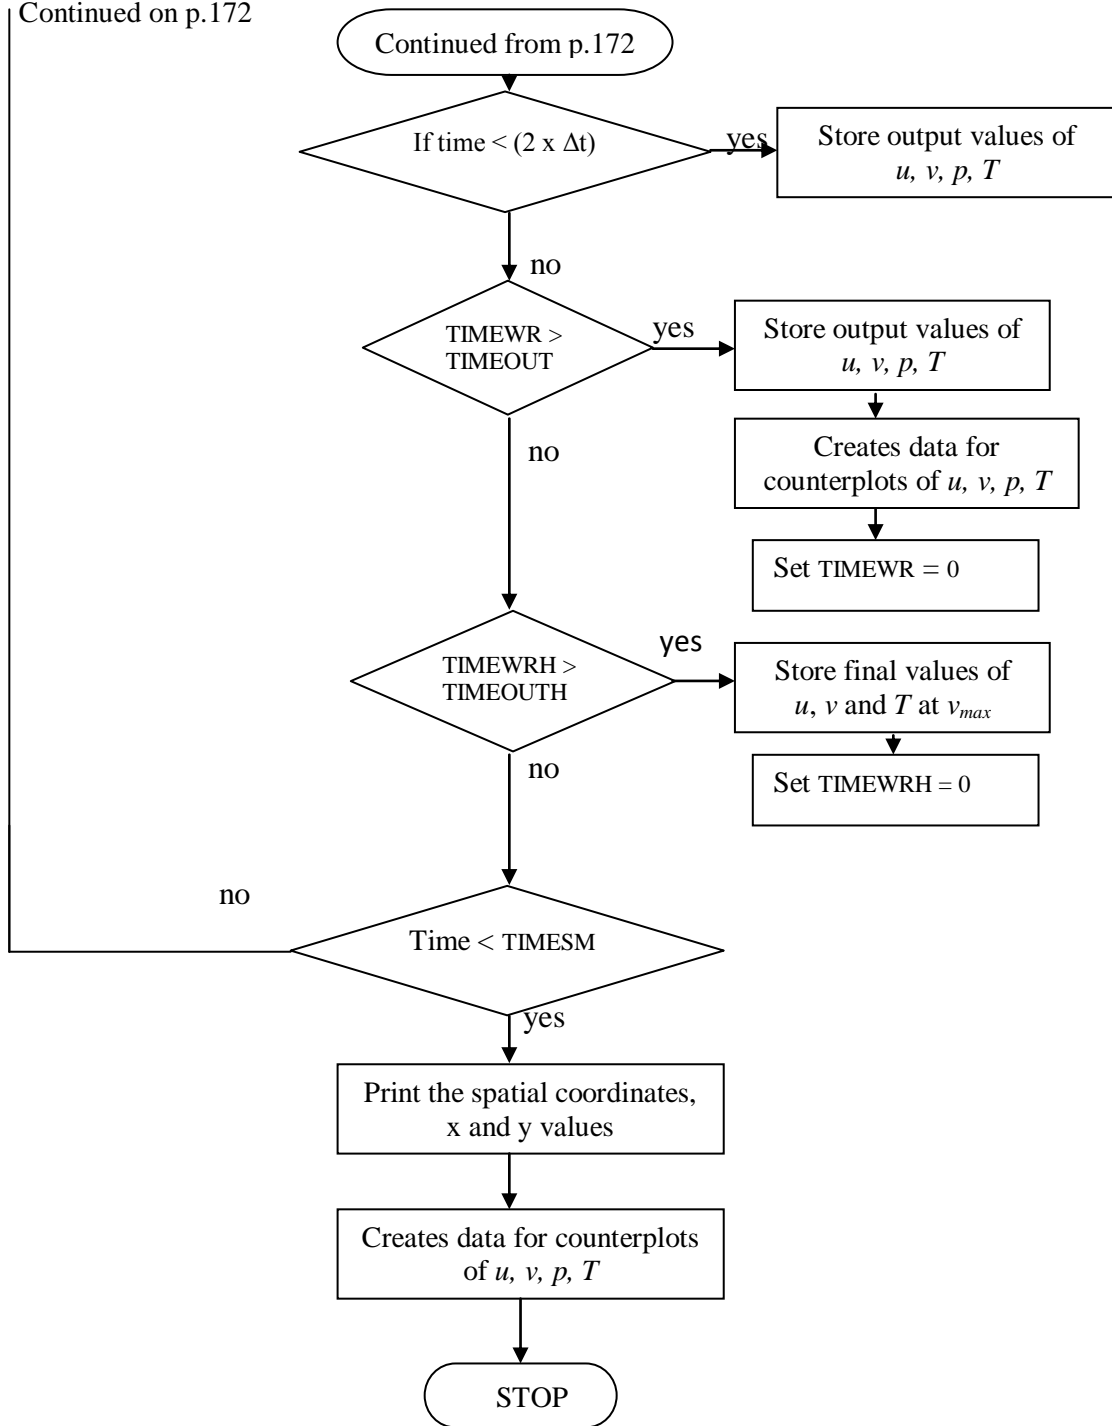 Continued on p.172
Continued from p.172
If time < (2 x Δt)
yes
Store output values of
u, v, p, T
no
TIMEWR >
TIMEOUT
yes
Store output values of
u, v, p, T
Creates data for
counterplots of u, v, p, T
no
Set TIMEWR = 0
TIMEWRH >
TIMEOUTH
yes
Store final values of
u, v and T at vmax
no
Set TIMEWRH = 0
no
Time < TIMESM
yes
Print the spatial coordinates,
x and y values
Creates data for counterplots
of u, v, p, T
STOP